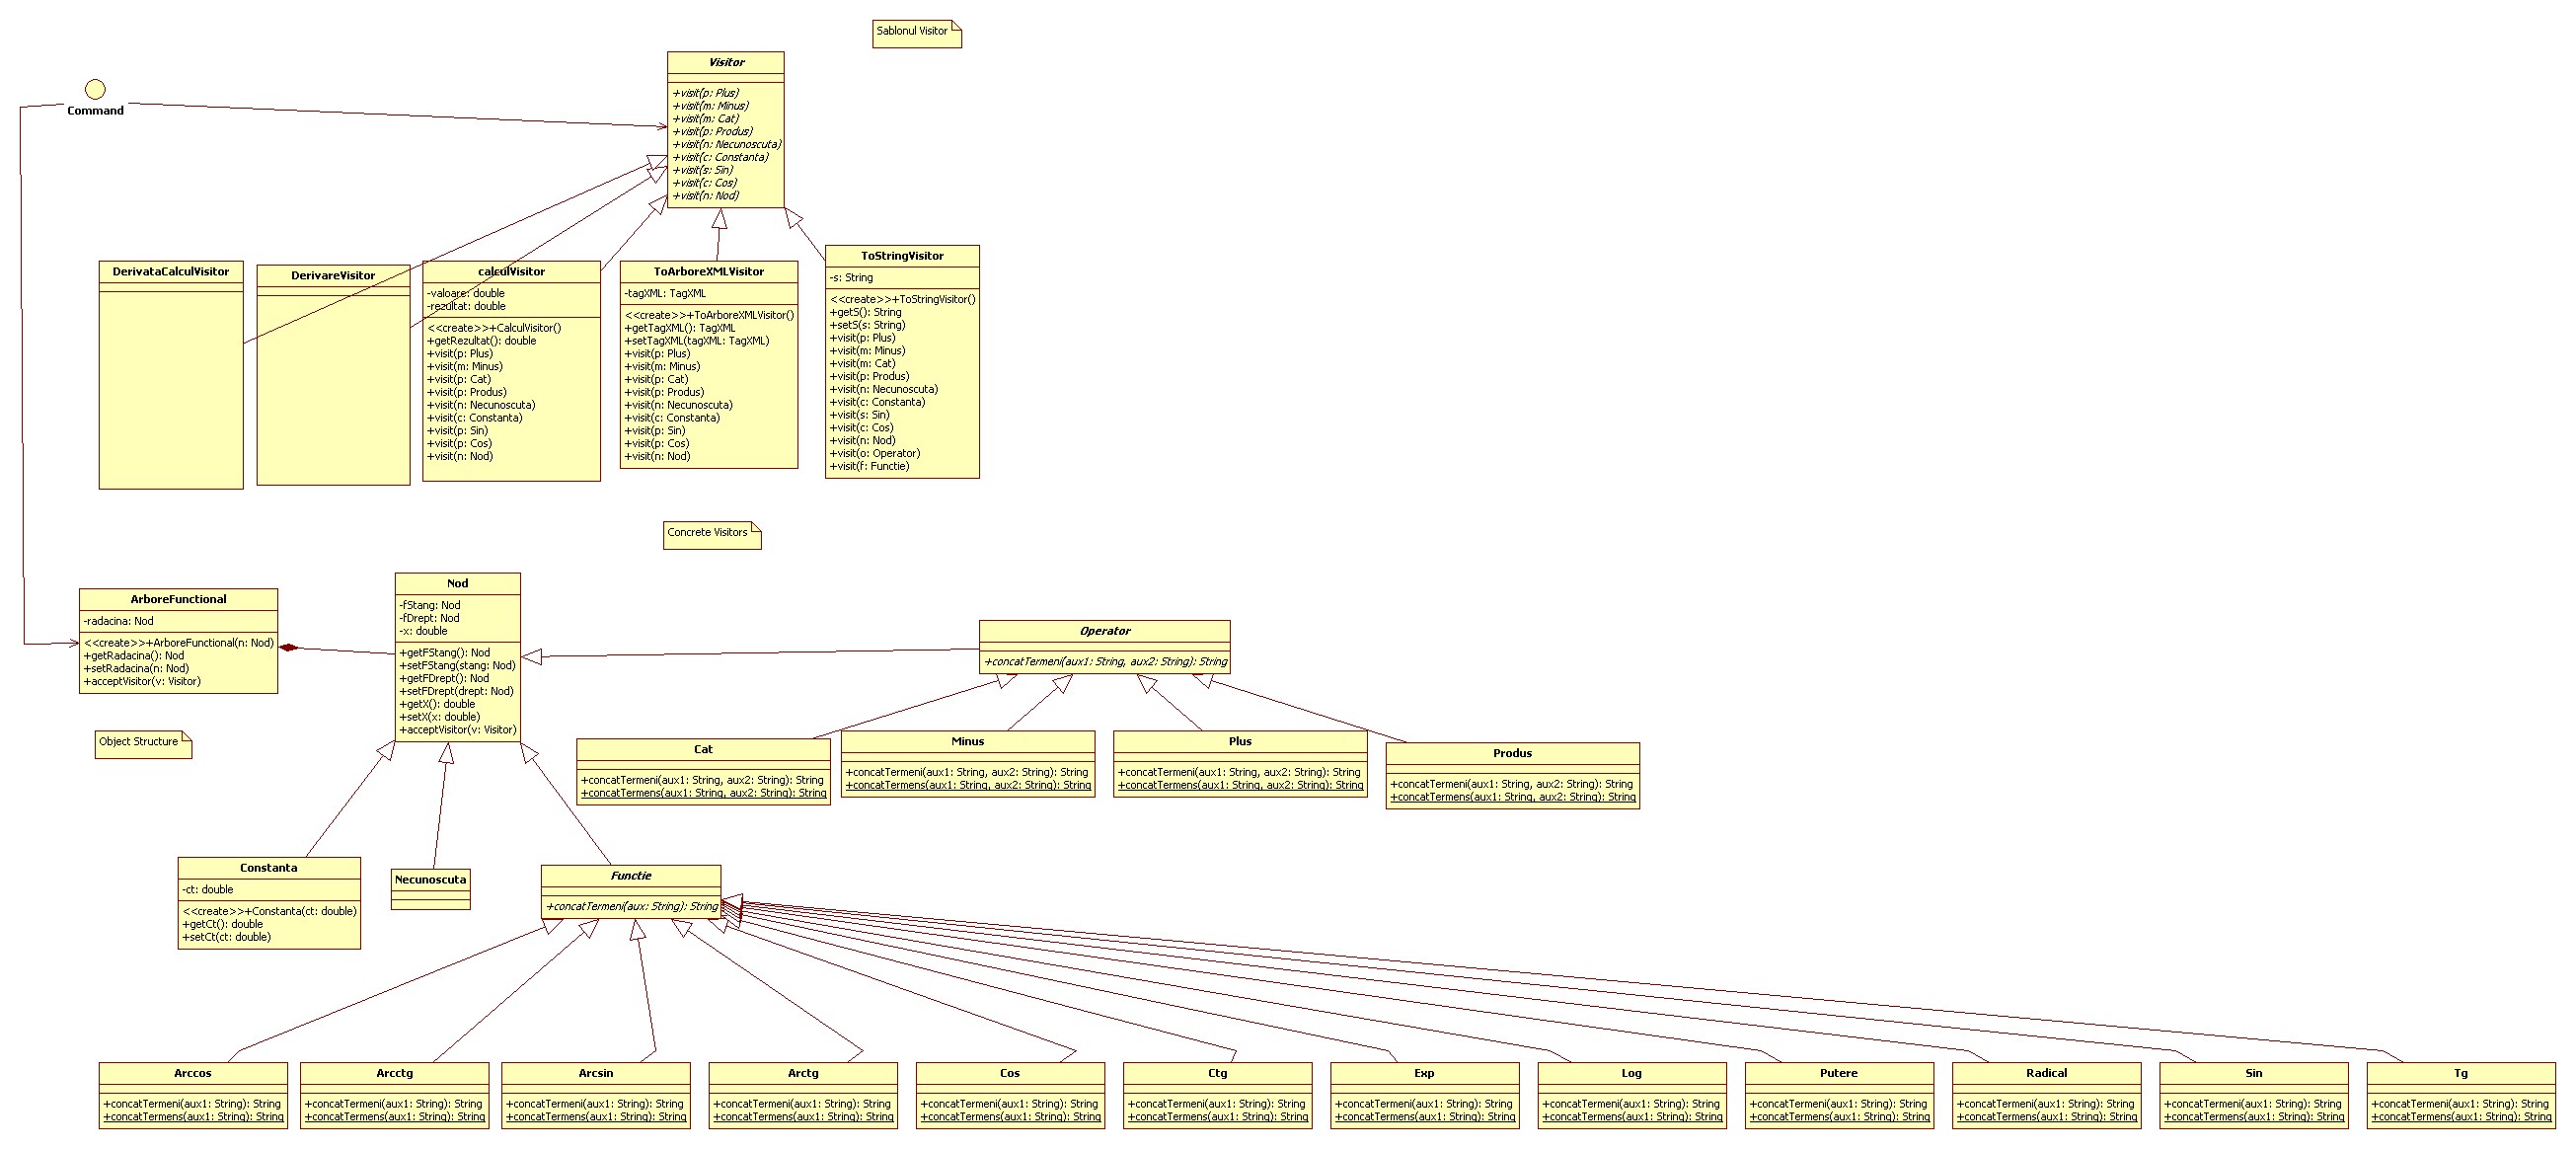 Sablonul Visitor
Visitor
+visit(p: Plus)
+visit(m: Minus)
+visit(m: Cat)
+visit(p: Produs)
+visit(n: Necunoscuta)
+visit(c: Constanta)
+visit(s: Sin)
+visit(c: Cos)
+visit(n: Nod)
Command
DerivataCalculVisitor
DerivareVisitor
calculVisitor
-valoare: double
-rezultat: double
<<create>>+CalculVisitor()
+getRezultat(): double
+visit(p: Plus)
+visit(m: Minus)
+visit(p: Cat)
+visit(p: Produs)
+visit(n: Necunoscuta)
+visit(c: Constanta)
+visit(p: Sin)
+visit(p: Cos)
+visit(n: Nod)
ToArboreXMLVisitor
-tagXML: TagXML
<<create>>+ToArboreXMLVisitor()
+getTagXML(): TagXML
+setTagXML(tagXML: TagXML)
+visit(p: Plus)
+visit(m: Minus)
+visit(p: Cat)
+visit(p: Produs)
+visit(n: Necunoscuta)
+visit(c: Constanta)
+visit(p: Sin)
+visit(p: Cos)
+visit(n: Nod)
ToStringVisitor
-s: String
<<create>>+ToStringVisitor()
+getS(): String
+setS(s: String)
+visit(p: Plus)
+visit(m: Minus)
+visit(m: Cat)
+visit(p: Produs)
+visit(n: Necunoscuta)
+visit(c: Constanta)
+visit(s: Sin)
+visit(c: Cos)
+visit(n: Nod)
+visit(o: Operator)
+visit(f: Functie)
Concrete Visitors
ArboreFunctional
-radacina: Nod
<<create>>+ArboreFunctional(n: Nod)
+getRadacina(): Nod
+setRadacina(n: Nod)
+acceptVisitor(v: Visitor)
Object Structure
Nod
-fStang: Nod
-fDrept: Nod
-x: double
+getFStang(): Nod
+setFStang(stang: Nod)
+getFDrept(): Nod
+setFDrept(drept: Nod)
+getX(): double
+setX(x: double)
+acceptVisitor(v: Visitor)
Operator
+concatTermeni(aux1: String, aux2: String): String
Cat
+concatTermeni(aux1: String, aux2: String): String
+concatTermens(aux1: String, aux2: String): String
Minus
+concatTermeni(aux1: String, aux2: String): String
+concatTermens(aux1: String, aux2: String): String
Plus
+concatTermeni(aux1: String, aux2: String): String
+concatTermens(aux1: String, aux2: String): String
Produs
+concatTermeni(aux1: String, aux2: String): String
+concatTermens(aux1: String, aux2: String): String
Constanta
-ct: double
<<create>>+Constanta(ct: double)
+getCt(): double
+setCt(ct: double)
Necunoscuta
Functie
+concatTermeni(aux: String): String
Arccos
+concatTermeni(aux1: String): String
+concatTermens(aux1: String): String
Arcctg
+concatTermeni(aux1: String): String
+concatTermens(aux1: String): String
Arcsin
+concatTermeni(aux1: String): String
+concatTermens(aux1: String): String
Arctg
+concatTermeni(aux1: String): String
+concatTermens(aux1: String): String
Cos
+concatTermeni(aux1: String): String
+concatTermens(aux1: String): String
Ctg
+concatTermeni(aux1: String): String
+concatTermens(aux1: String): String
Exp
+concatTermeni(aux1: String): String
+concatTermens(aux1: String): String
Log
+concatTermeni(aux1: String): String
+concatTermens(aux1: String): String
Putere
+concatTermeni(aux1: String): String
+concatTermens(aux1: String): String
Radical
+concatTermeni(aux1: String): String
+concatTermens(aux1: String): String
Sin
+concatTermeni(aux1: String): String
+concatTermens(aux1: String): String
Tg
+concatTermeni(aux1: String): String
+concatTermens(aux1: String): String